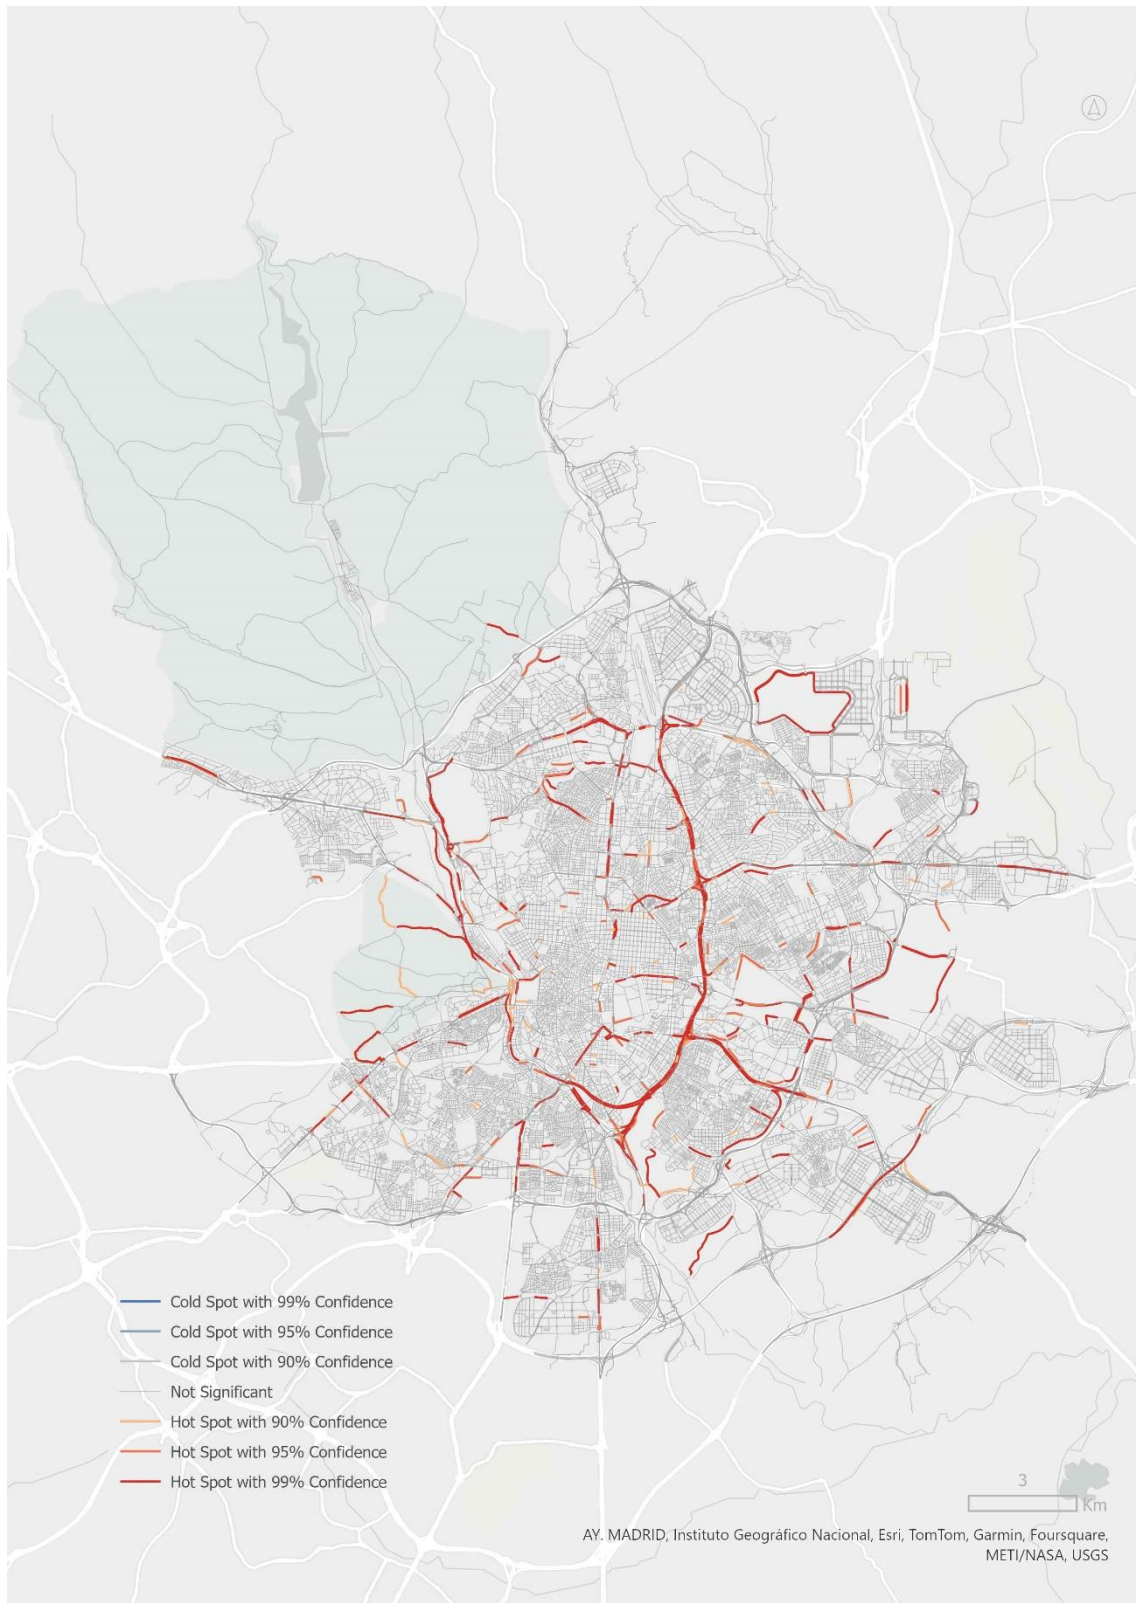 Cold Spot with 99% Confidence
Cold Spot with 95% Confidence
Cold Spot with 90% Confidence
Not Significant
Hot Spot with 90% Confidence
Hot Spot with 95% Confidence
Hot Spot with 99% Confidence
3
Km
AY. MADRID, Instituto Geográfico Nacional, Esri, TomTom, Garmin, Foursquare,
METI/NASA, USGS